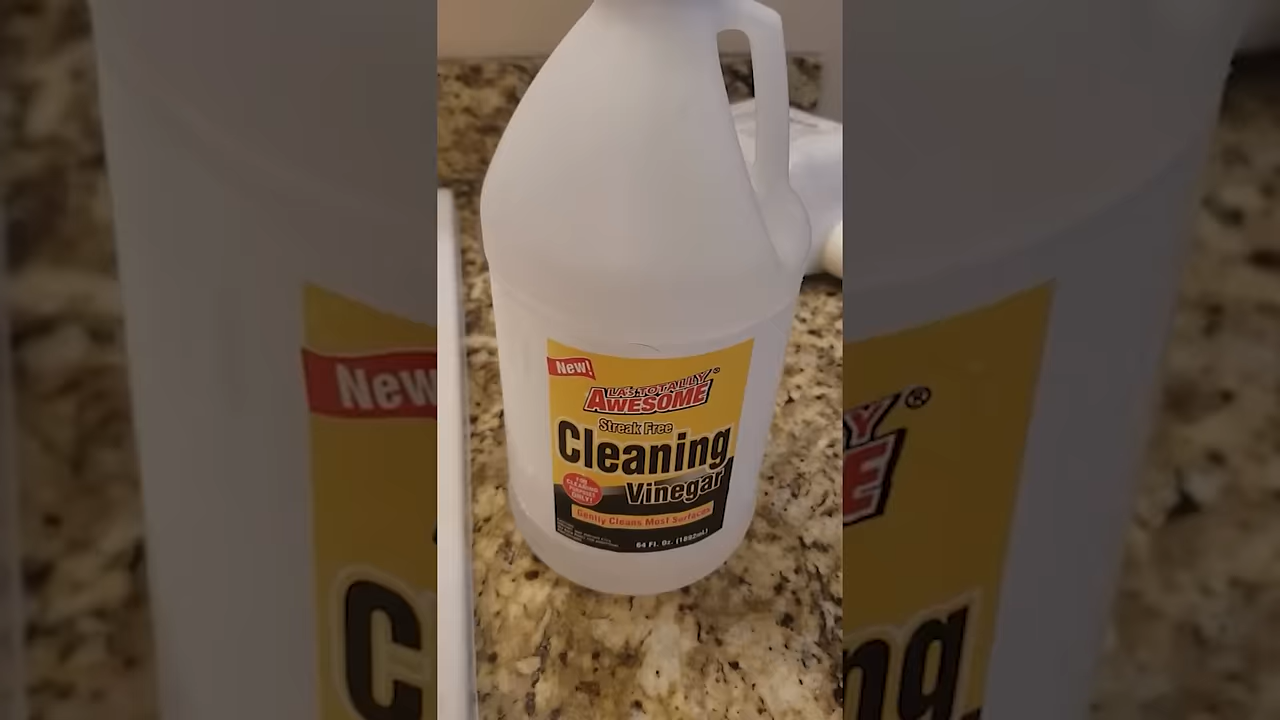 New!
LA's TOTALLY
AWESOME®
Streak Free
Cleaning
Vinegar
FOR
CLEANING
PURPOSES
ONLY!
Gently Cleans Most Surfaces
64 Fl. Oz. (1892mL)
New
Y®
E
C
ng